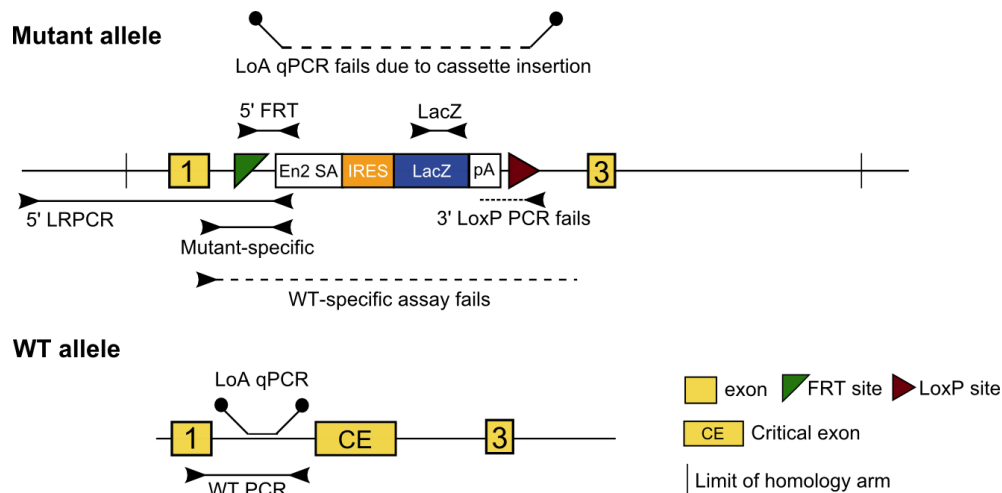 Mutant allele
LoA qPCR fails due to cassette insertion
5' FRT
LacZ
1
En2 SA
IRES
LacZ
pA
3
5' LRPCR
3' LoxP PCR fails
Mutant-specific
WT-specific assay fails
WT allele
LoA qPCR
1
CE
3
WT PCR
exon
FRT site
LoxP site
CE
Critical exon
Limit of homology arm